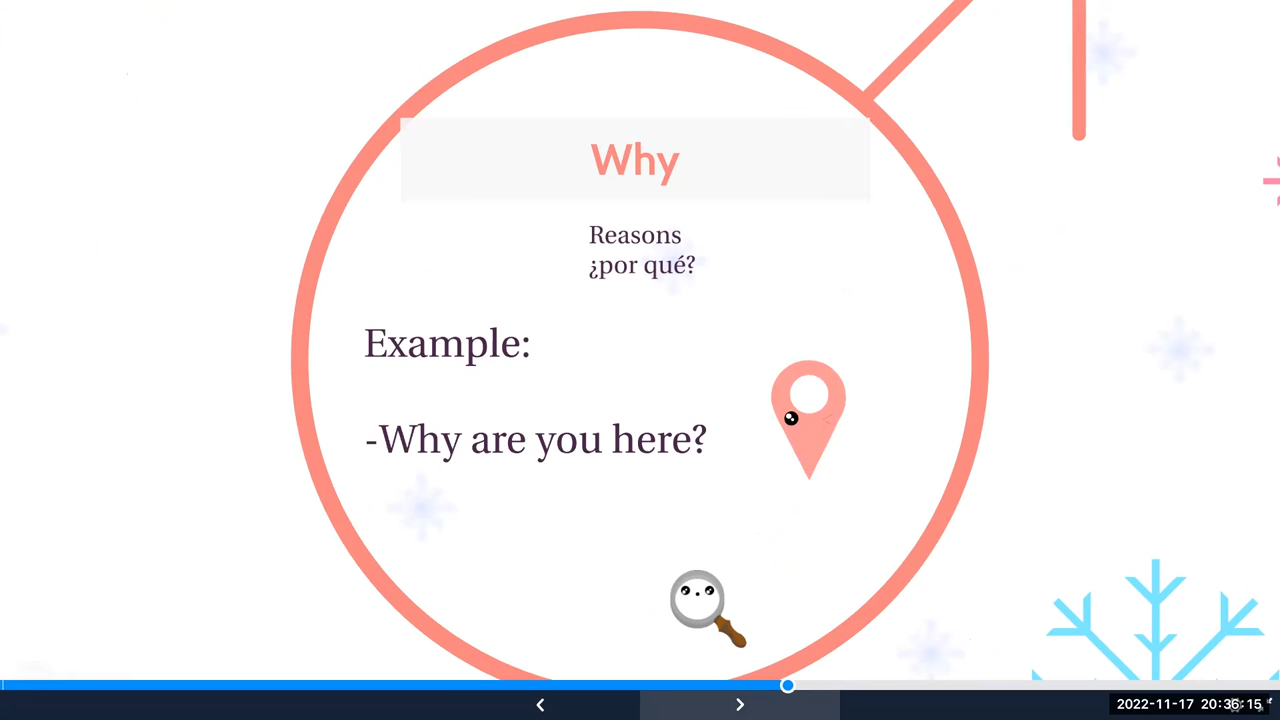 Why
Reasons
¿por qué?
Example:
-Why are you here?
2022-11-17 20:36:15